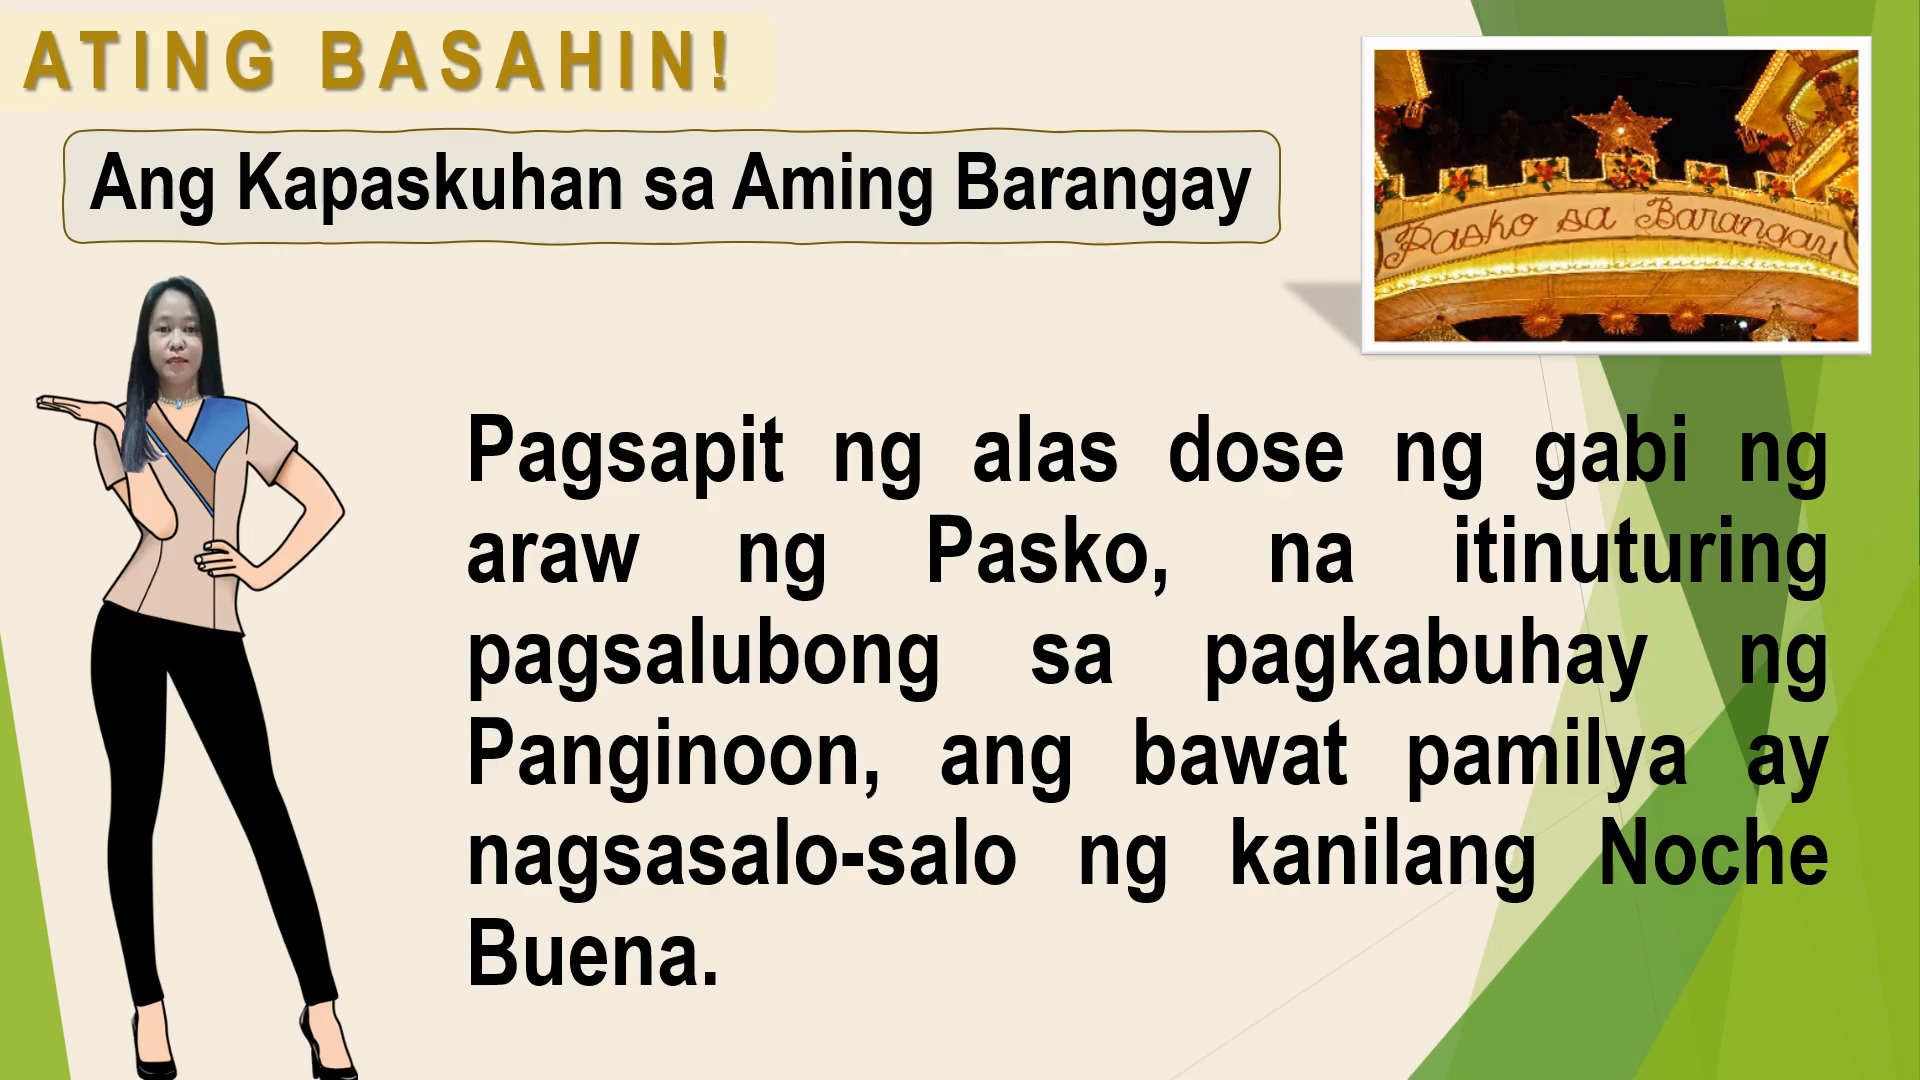 ATING BASAHIN!
Ang Kapaskuhan sa Aming Barangay
Pasko sa Barangay
Pagsapit ng alas dose ng gabi ng
araw ng Pasko, na itinuturing
pagsalubong sa pagkabuhay ng
Panginoon, ang bawat pamilya ay
nagsasalo-salo ng kanilang Noche
Buena.